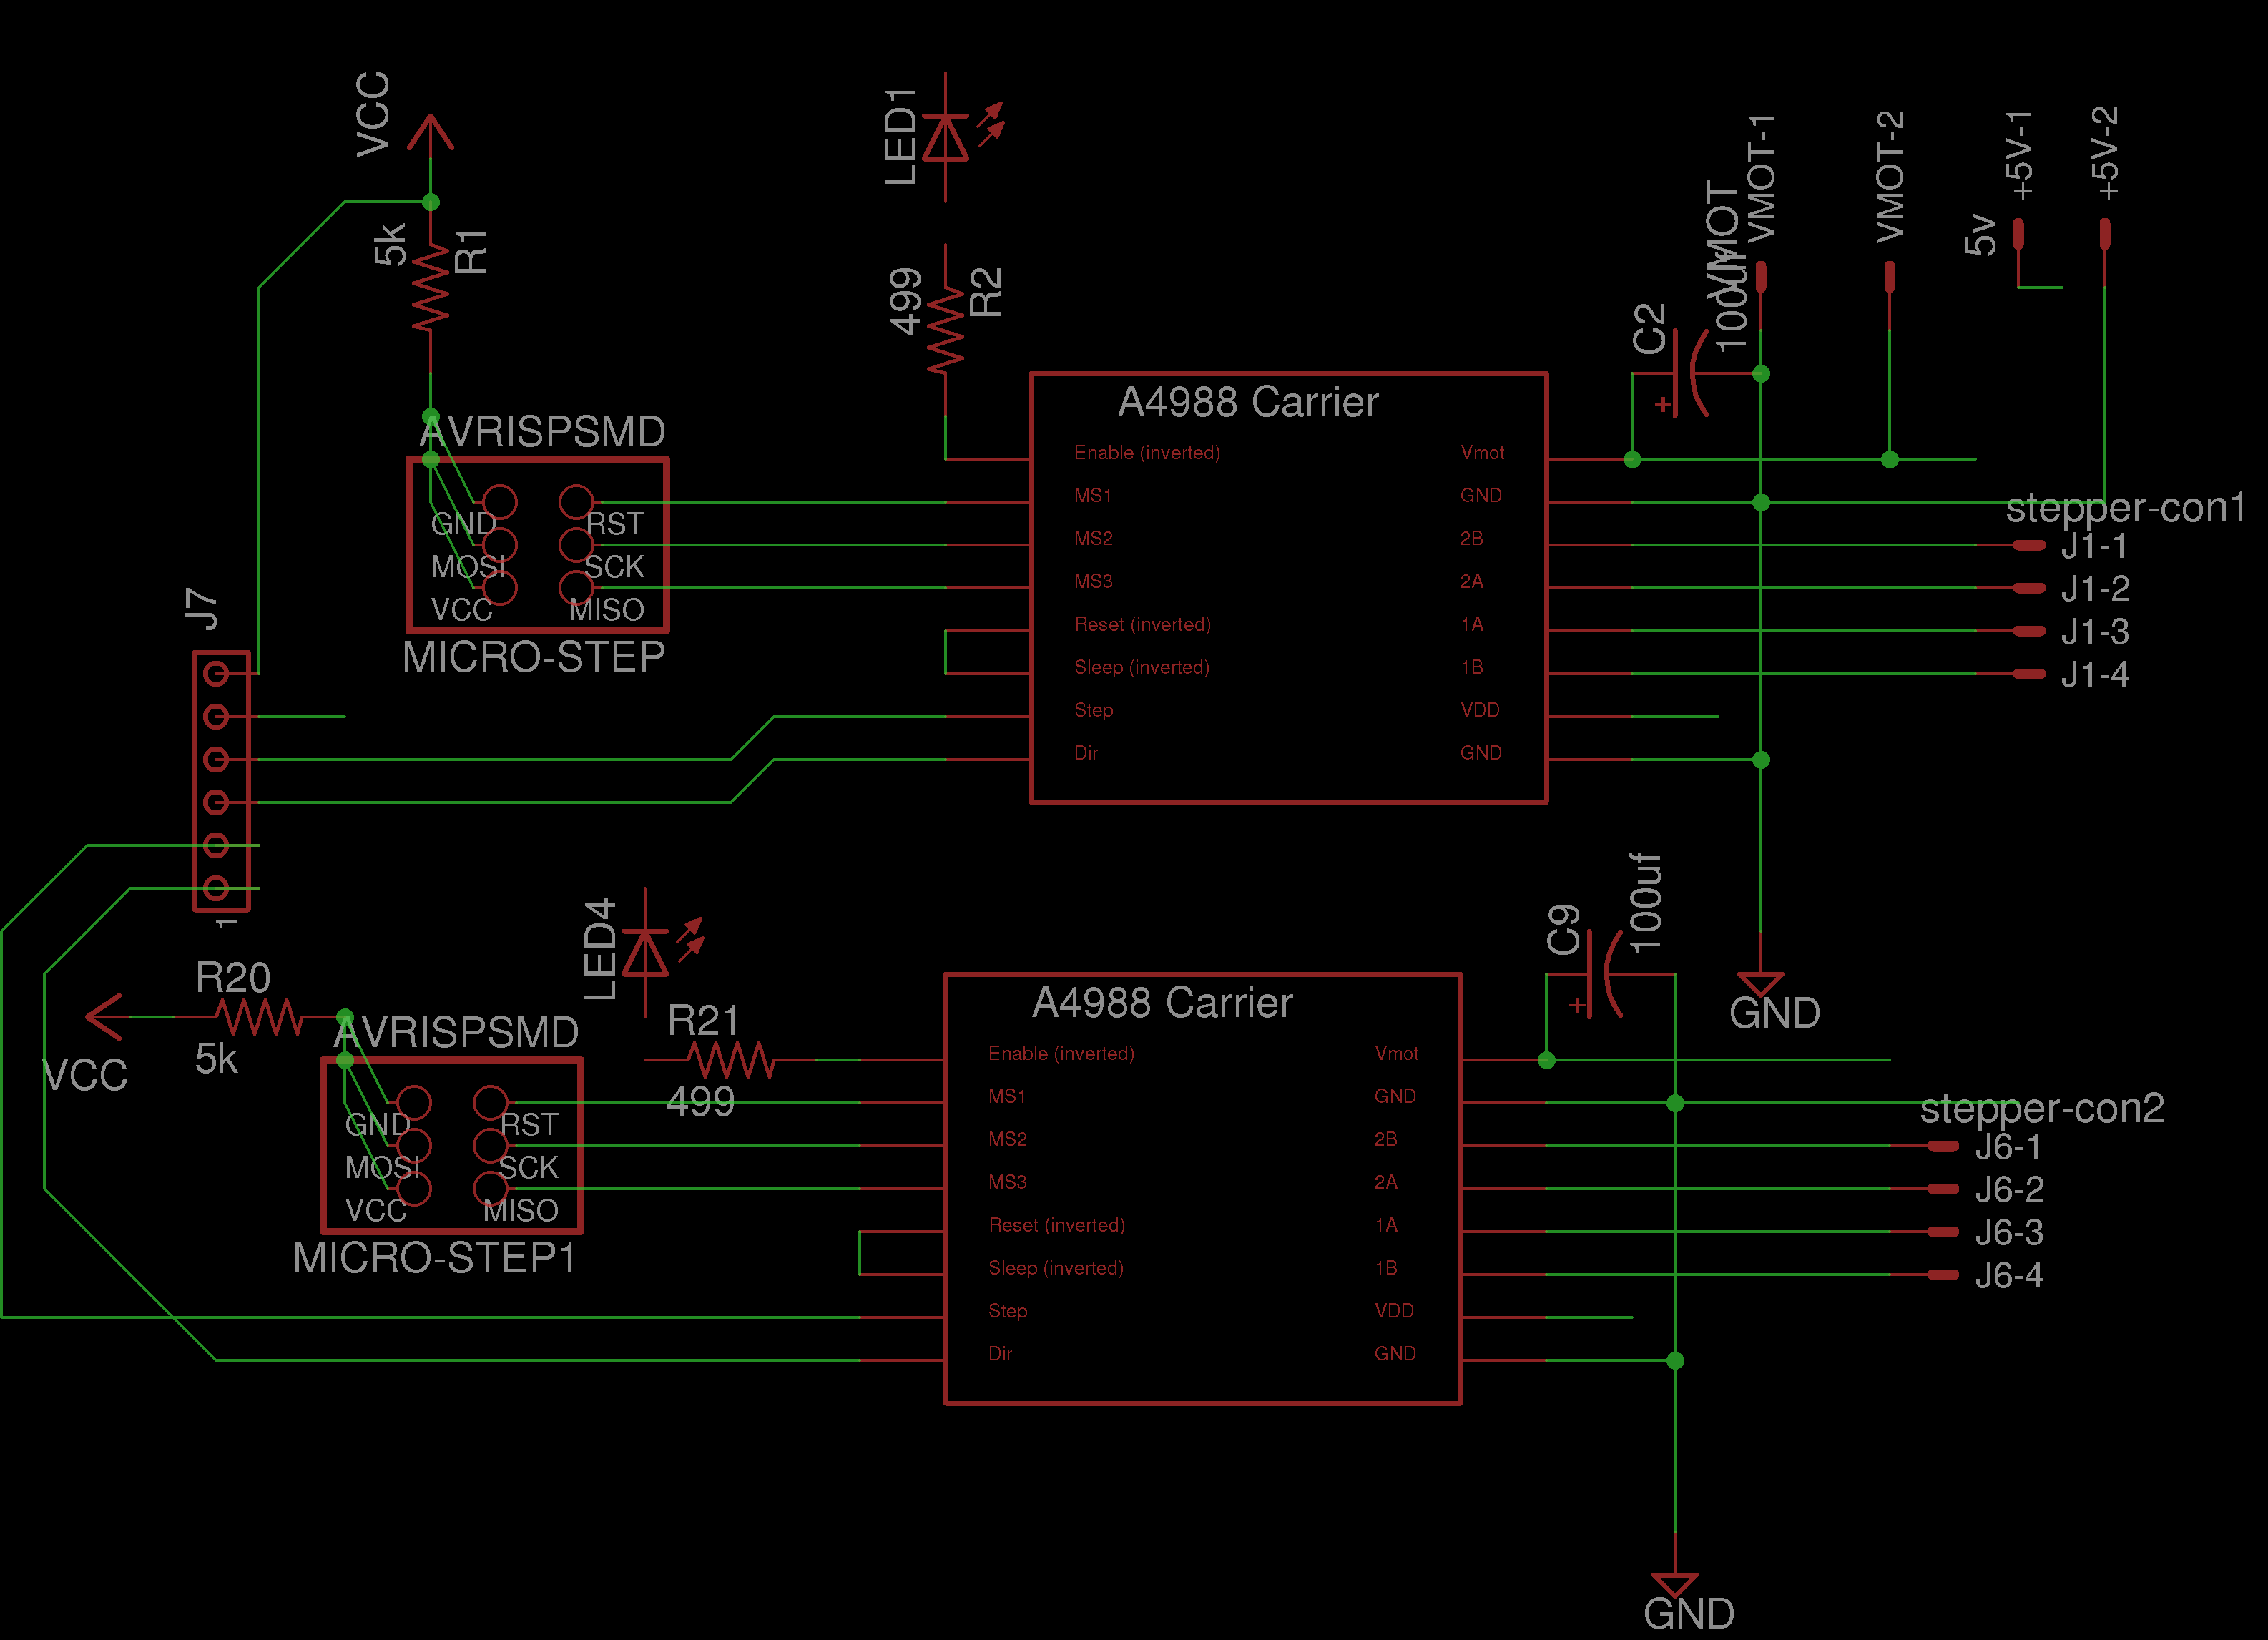 VCC
5k
R1
LED1
499
R2
VMOT
VMOT-1
VMOT-2
5v
+5V-1
+5V-2
C2
100uf
A4988 Carrier
Enable (inverted)
MS1
MS2
MS3
Reset (inverted)
Sleep (inverted)
Step
Dir
Vmot
GND
2B
2A
1A
1B
VDD
GND
AVRISPSMD
GND
RST
MOSI
SCK
VCC
MISO
MICRO-STEP
stepper-con1
J1-1
J1-2
J1-3
J1-4
J7
1
GND
R20
5k
VCC
LED4
R21
499
C9
100uf
A4988 Carrier
Enable (inverted)
MS1
MS2
MS3
Reset (inverted)
Sleep (inverted)
Step
Dir
Vmot
GND
2B
2A
1A
1B
VDD
GND
AVRISPSMD
GND
RST
MOSI
SCK
VCC
MISO
MICRO-STEP1
stepper-con2
J6-1
J6-2
J6-3
J6-4
GND